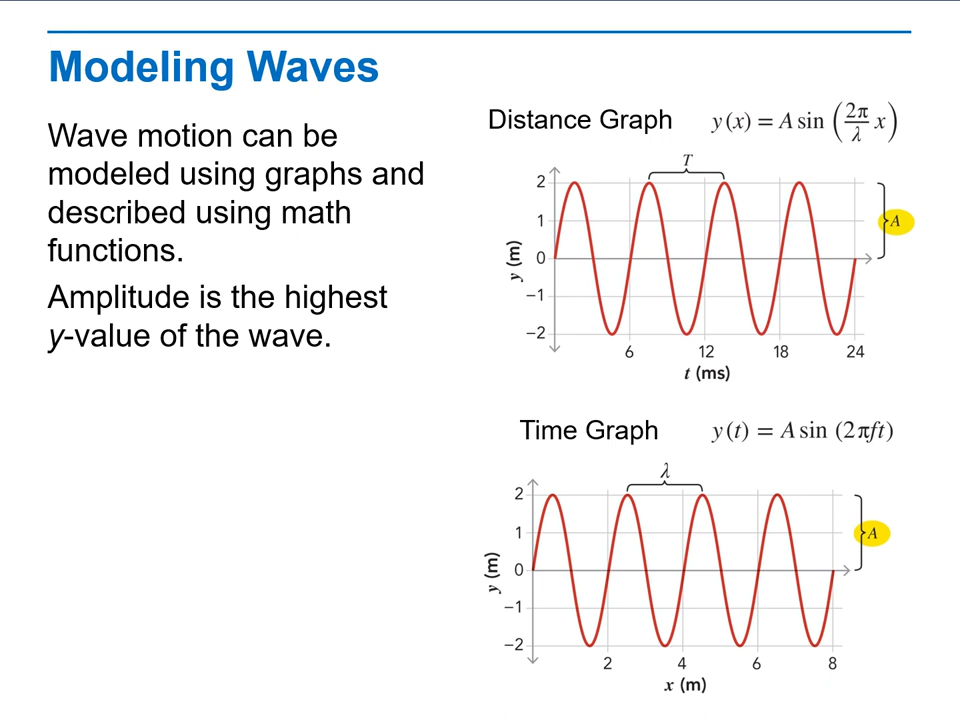 Modeling Waves
Wave motion can be
modeled using graphs and
described using math
functions.
Amplitude is the highest
y-value of the wave.
Distance Graph y(x) = A sin (2π/λ x)
T
2
1
0
−1
−2
y (m)
A
6 12 18 24
t (ms)
Time Graph y(t) = A sin (2πft)
λ
2
1
0
−1
−2
y (m)
A
2 4 6 8
x (m)